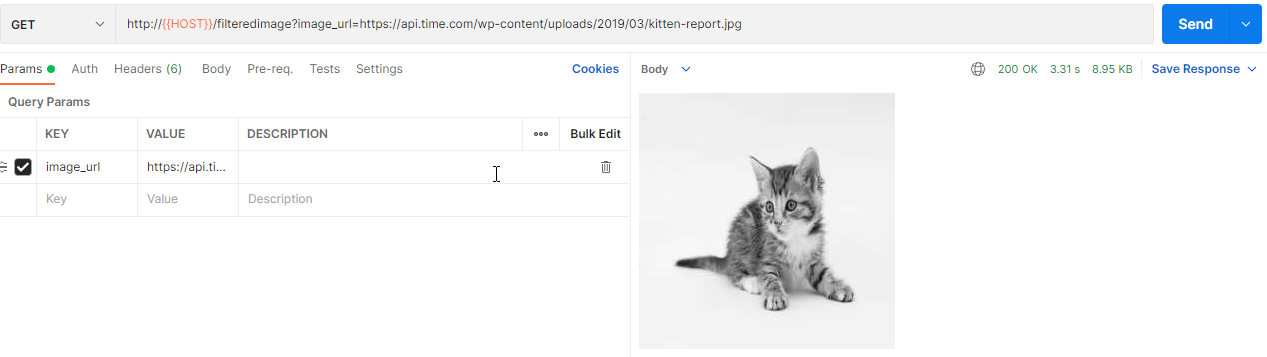 GET http://{{HOST}}/filteredimage?image_url=https://api.time.com/wp-content/uploads/2019/03/kitten-report.jpg Send
Params Auth Headers (6) Body Pre-req. Tests Settings Cookies
Body 200 OK 3.31 s 8.95 KB Save Response
Query Params
KEY VALUE DESCRIPTION Bulk Edit
image_url https://api.ti...
Key Value Description